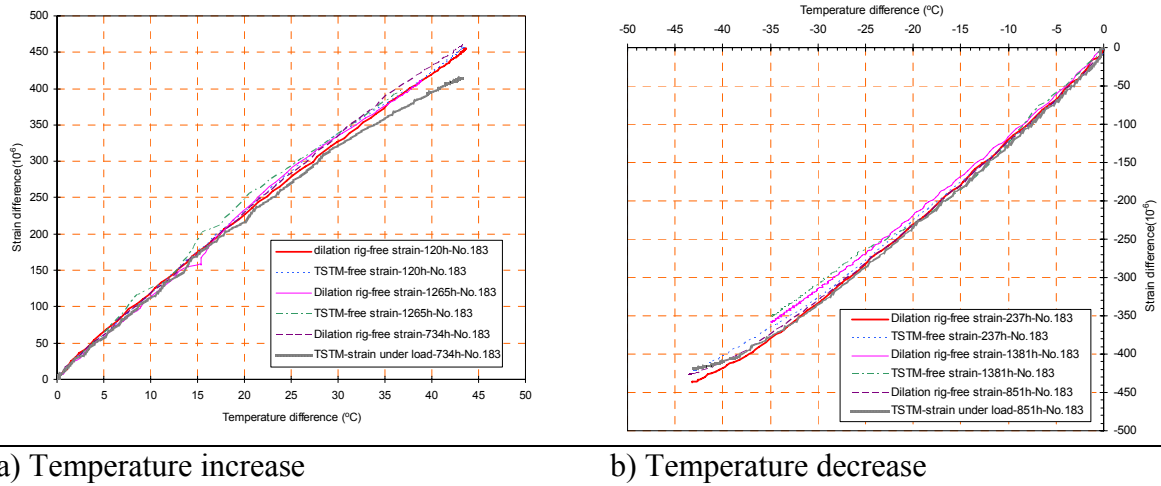 500
450
400
350
300
250
200
150
100
50
0
Strain difference(10⁶)
0 5 10 15 20 25 30 35 40 45 50
Temperature difference (ºC)
dilation rig-free strain-120h-No.183
TSTM-free strain-120h-No.183
Dilation rig-free strain-1265h-No.183
TSTM-free strain-1265h-No.183
Dilation rig-free strain-734h-No.183
TSTM-strain under load-734h-No.183
a) Temperature increase
Temperature difference (ºC)
-50 -45 -40 -35 -30 -25 -20 -15 -10 -5 0
0
-50
-100
-150
-200
-250
-300
-350
-400
-450
-500
Strain difference(10⁻⁶)
Dilation rig-free strain-237h-No.183
TSTM-free strain-237h-No.183
Dilation rig-free strain-1381h-No.183
TSTM-free strain-1381h-No.183
Dilation rig-free strain-851h-No.183
TSTM-strain under load-851h-No.183
b) Temperature decrease